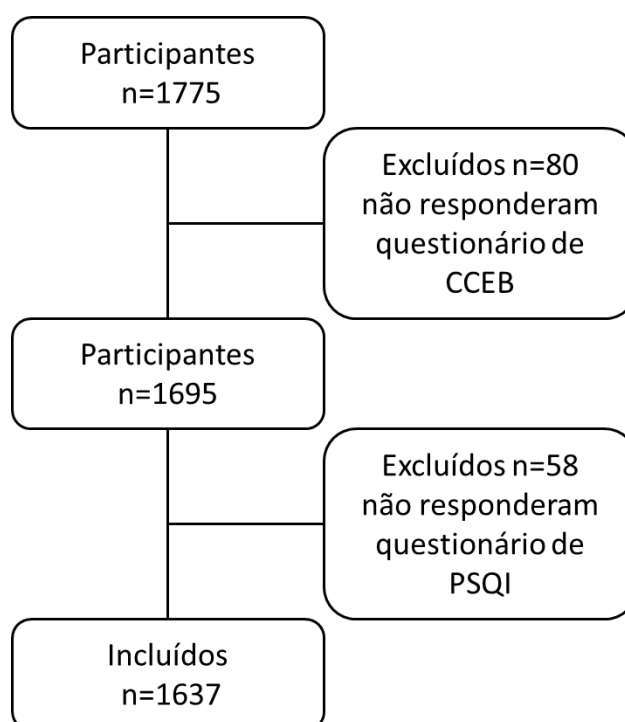 Participantes
n=1775
Excluídos n=80
não responderam
questionário de
CCEB
Participantes
n=1695
Excluídos n=58
não responderam
questionário de
PSQI
Incluídos
n=1637